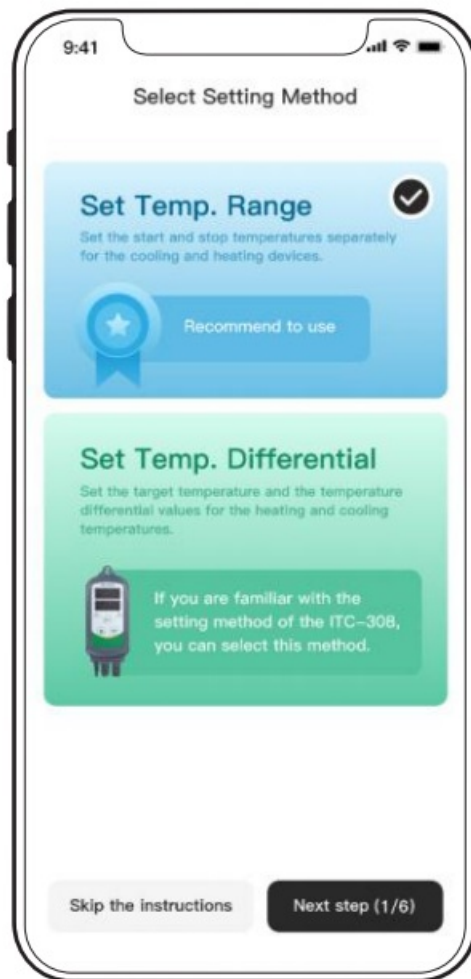 9:41
Select Setting Method
Set Temp. Range
Set the start and stop temperatures separately
for the cooling and heating devices.
Recommend to use
Set Temp. Differential
Set the target temperature and the temperature
differential values for the heating and cooling
temperatures.
If you are familiar with the
setting method of the ITC-308,
you can select this method.
Skip the instructions
Next step (1/6)